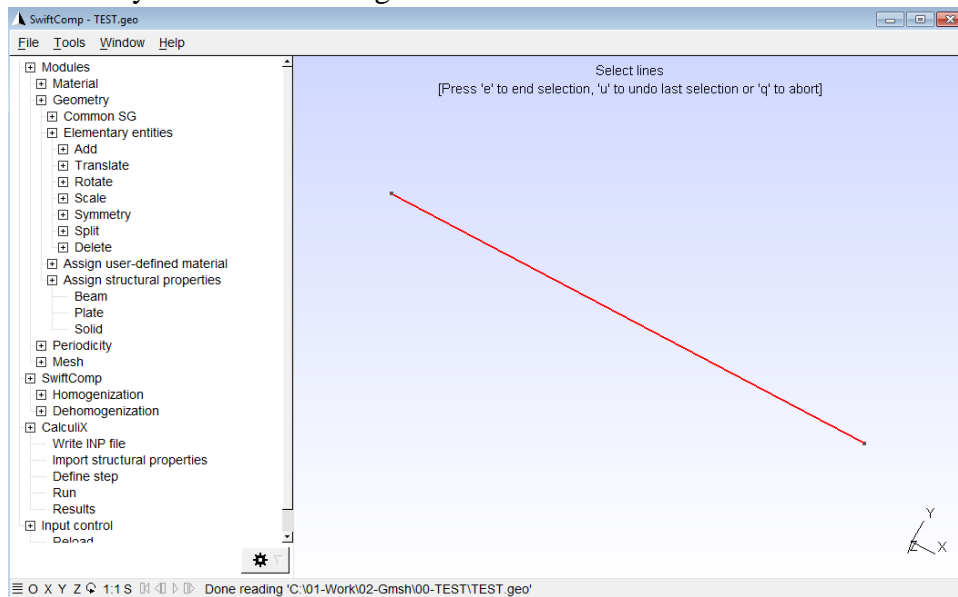 SwiftComp - TEST.geo
File Tools Window Help
Modules
Material
Geometry
Common SG
Elementary entities
Add
Translate
Rotate
Scale
Symmetry
Split
Delete
Assign user-defined material
Assign structural properties
Beam
Plate
Solid
Periodicity
Mesh
SwiftComp
Homogenization
Dehomogenization
CalculiX
Write INP file
Import structural properties
Define step
Run
Results
Input control
Reload
Select lines
[Press 'e' to end selection, 'u' to undo last selection or 'q' to abort]
Y
Z X
O X Y Z 1:1 S Done reading 'C:\01-Work\02-Gmsh\00-TEST\TEST.geo'